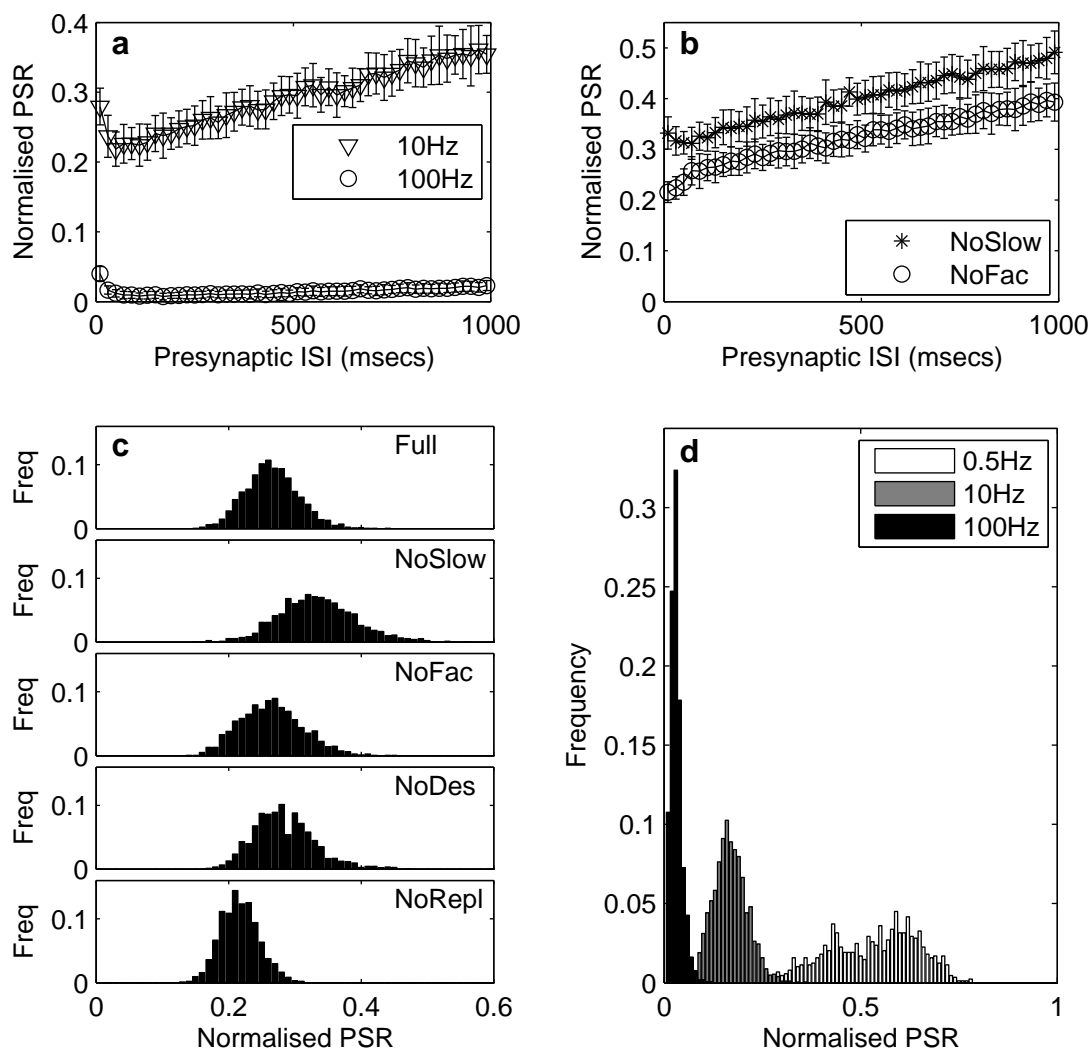 a
0.4
0.3
0.2
0.1
0
Normalised PSR
10Hz
100Hz
0
500
1000
Presynaptic ISI (msecs)
b
0.5
0.4
0.3
0.2
0.1
0
Normalised PSR
NoSlow
NoFac
0
500
1000
Presynaptic ISI (msecs)
c
Full
0.1
0
Freq
NoSlow
0.1
0
Freq
NoFac
0.1
0
Freq
NoDes
0.1
0
Freq
NoRepl
0.1
0
Freq
0
0.2
0.4
0.6
Normalised PSR
d
0.5Hz
10Hz
100Hz
0.3
0.25
0.2
0.15
0.1
0.05
0
Frequency
0
0.5
1
Normalised PSR